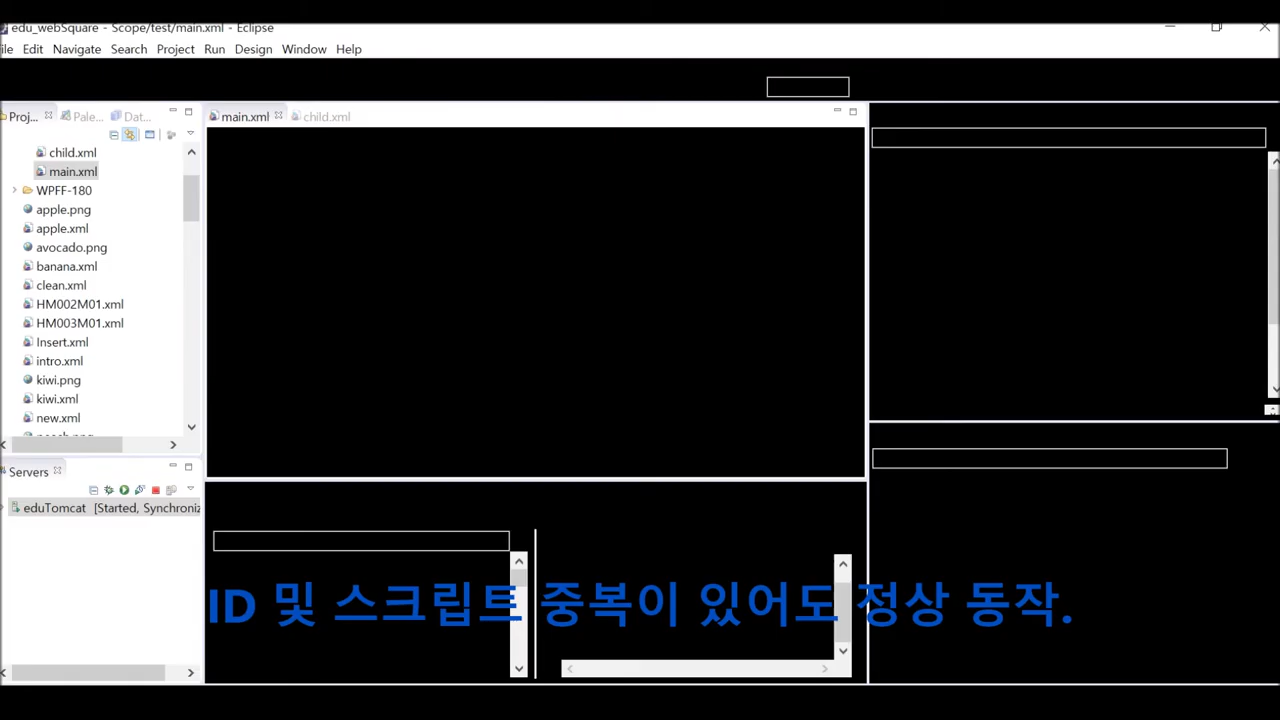 edu_webSquare - Scope/test/main.xml - Eclipse
ile Edit Navigate Search Project Run Design Window Help
Proj... Pale... Dat...
main.xml child.xml
child.xml
main.xml
WPFF-180
apple.png
apple.xml
avocado.png
banana.xml
clean.xml
HM002M01.xml
HM003M01.xml
Insert.xml
intro.xml
kiwi.png
kiwi.xml
new.xml
Servers
eduTomcat [Started, Synchroniz
ID 및 스크립트 중복이 있어도 정상 동작.